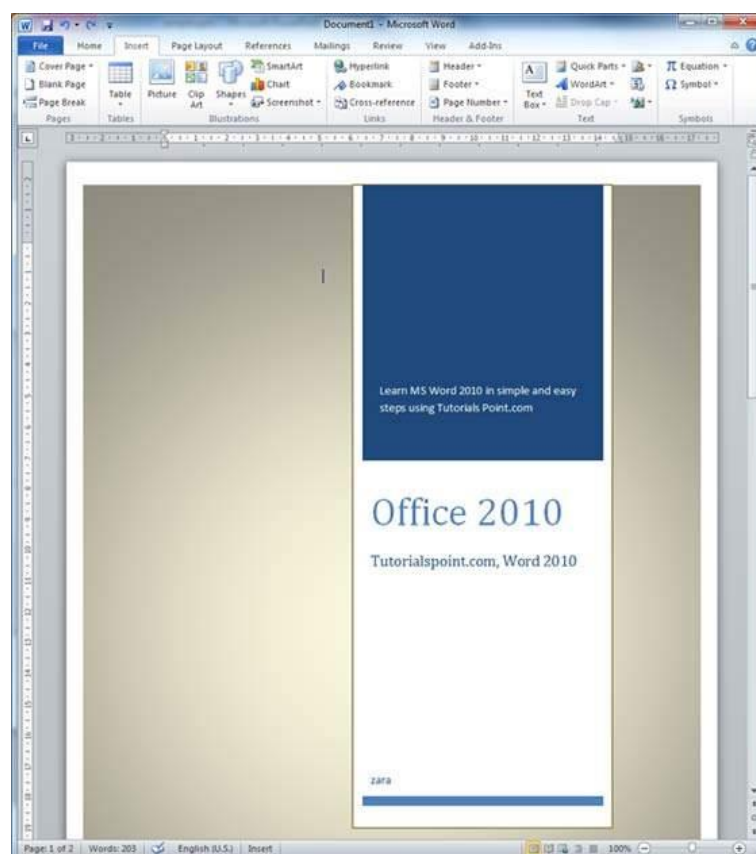 Document1 - Microsoft Word
File Home Insert Page Layout References Mailings Review View Add-Ins
Cover Page
Blank Page
Page Break
Pages
Table
Tables
Picture
Clip Art
Shapes
SmartArt
Chart
Screenshot
Illustrations
Hyperlink
Bookmark
Cross-reference
Links
Header
Footer
Page Number
Header & Footer
Text Box
Quick Parts
WordArt
Drop Cap
Text
Equation
Symbol
Symbols
Learn MS Word 2010 in simple and easy
steps using Tutorials Point.com
Office 2010
Tutorialspoint.com, Word 2010
zara
Page: 1 of 2 Words: 203 English (U.S.) Insert 100%